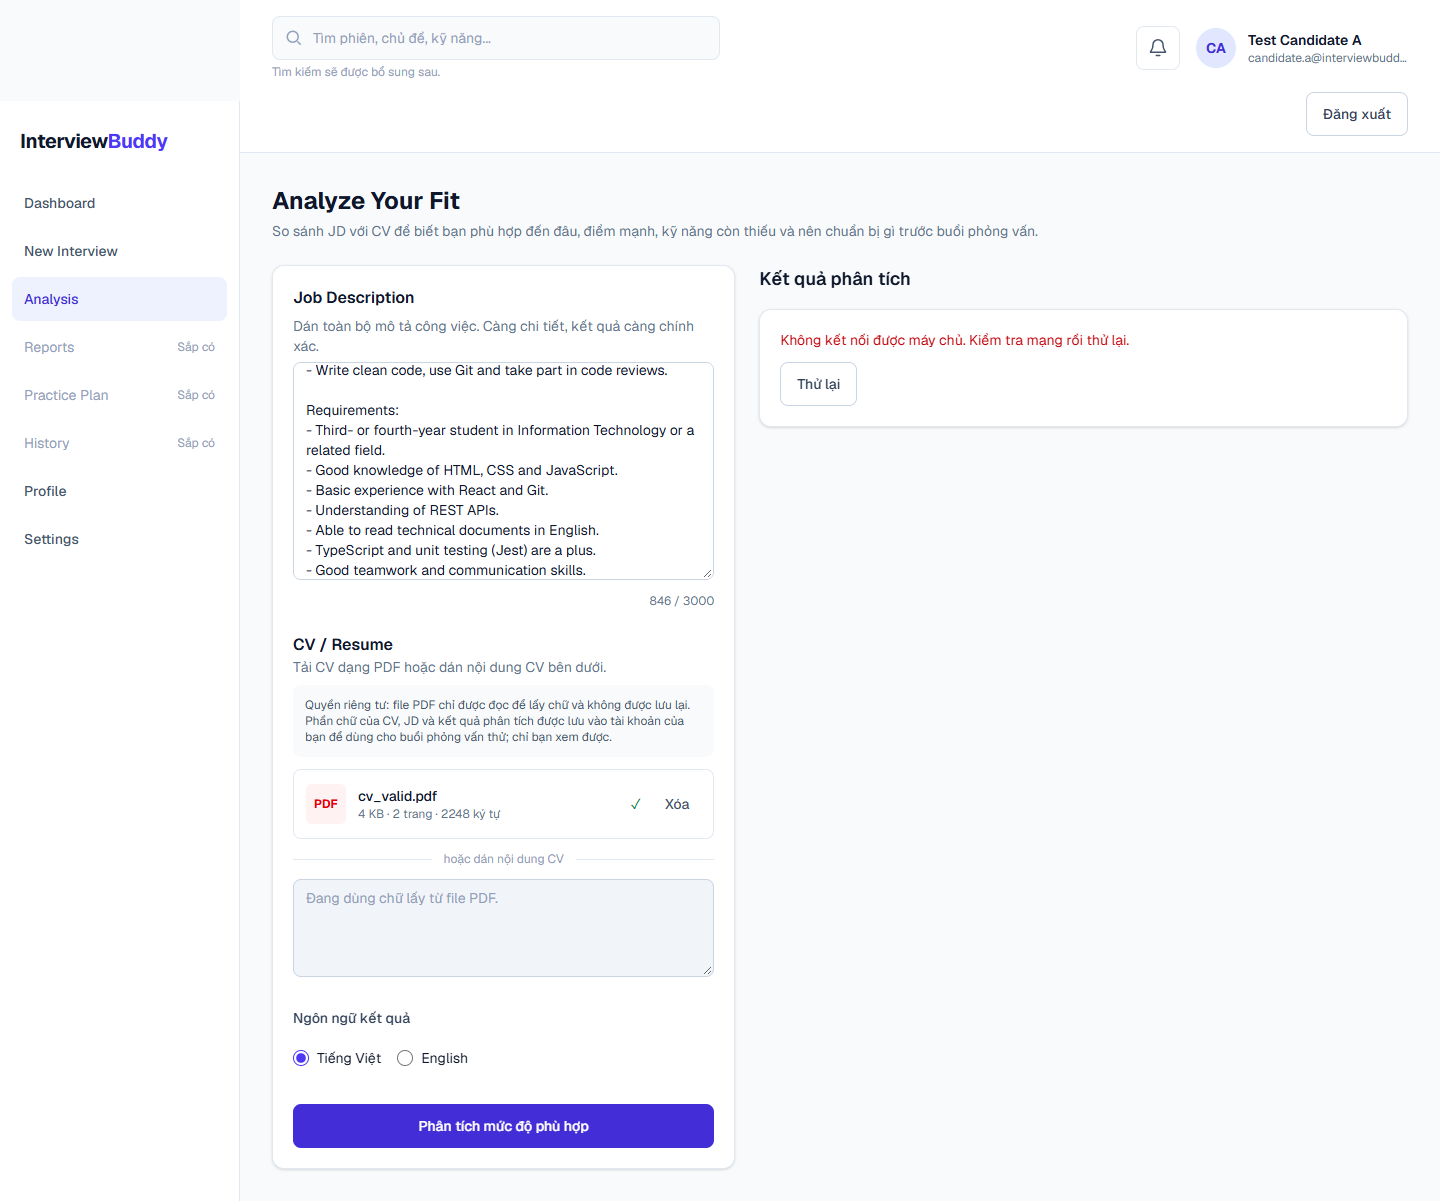 Tìm phiên, chủ đề, kỹ năng...
Tìm kiếm sẽ được bổ sung sau.
CA
Test Candidate A
candidate.a@interviewbudd...
Đăng xuất
InterviewBuddy
Dashboard
New Interview
Analysis
Reports Sắp có
Practice Plan Sắp có
History Sắp có
Profile
Settings
Analyze Your Fit
So sánh JD với CV để biết bạn phù hợp đến đâu, điểm mạnh, kỹ năng còn thiếu và nên chuẩn bị gì trước buổi phỏng vấn.
Job Description
Dán toàn bộ mô tả công việc. Càng chi tiết, kết quả càng chính
xác.
- Write clean code, use Git and take part in code reviews.
Requirements:
- Third- or fourth-year student in Information Technology or a
related field.
- Good knowledge of HTML, CSS and JavaScript.
- Basic experience with React and Git.
- Understanding of REST APIs.
- Able to read technical documents in English.
- TypeScript and unit testing (Jest) are a plus.
- Good teamwork and communication skills.
846 / 3000
CV / Resume
Tải CV dạng PDF hoặc dán nội dung CV bên dưới.
Quyền riêng tư: file PDF chỉ được đọc để lấy chữ và không được lưu lại.
Phần chữ của CV, JD và kết quả phân tích được lưu vào tài khoản của
bạn để dùng cho buổi phỏng vấn thử; chỉ bạn xem được.
PDF
cv_valid.pdf
4 KB · 2 trang · 2248 ký tự
✓ Xóa
hoặc dán nội dung CV
Đang dùng chữ lấy từ file PDF.
Ngôn ngữ kết quả
Tiếng Việt English
Phân tích mức độ phù hợp
Kết quả phân tích
Không kết nối được máy chủ. Kiểm tra mạng rồi thử lại.
Thử lại